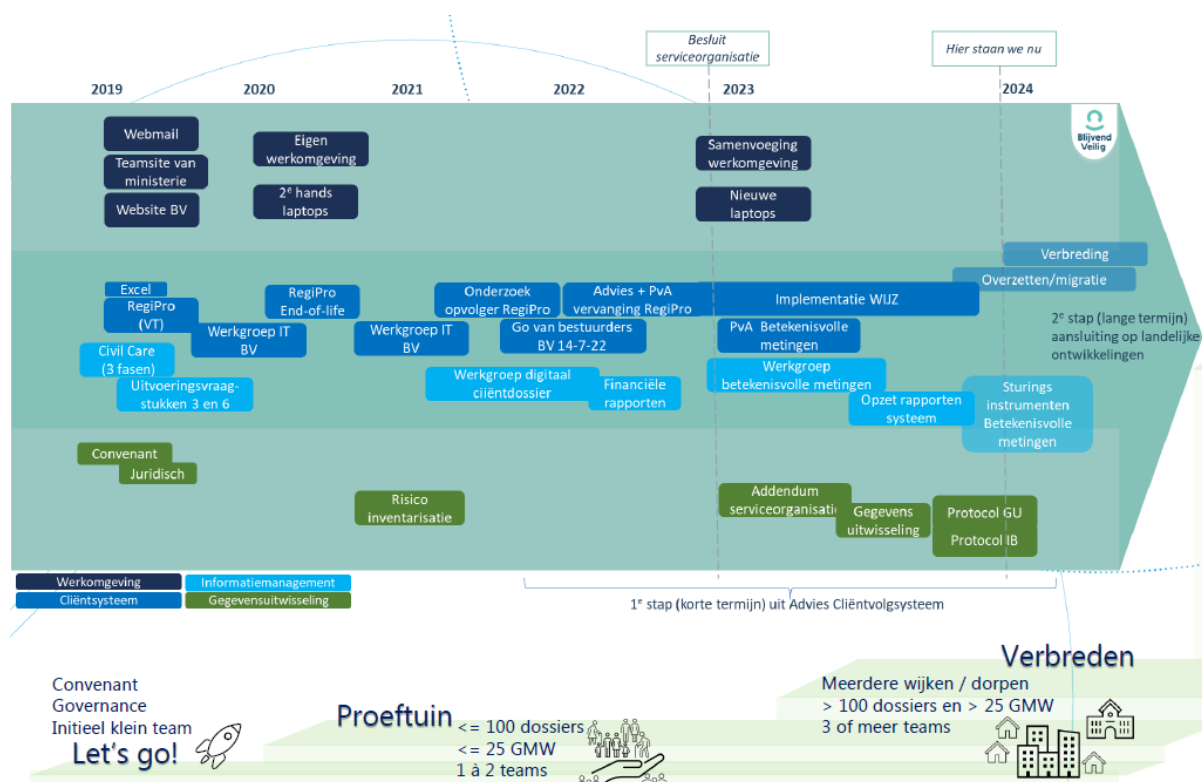 Besluit
serviceorganisatie
Hier staan we nu
2019
2020
2021
2022
2023
2024
Blijvend
Veilig
Webmail
Teamsite van
ministerie
Website BV
Eigen
werkomgeving
2e hands
laptops
Samenvoeging
werkomgeving
Nieuwe
laptops
Verbreding
Overzetten/migratie
Excel
RegiPro
(VT)
RegiPro
End-of-life
Onderzoek
opvolger RegiPro
Advies + PvA
vervanging RegiPro
Implementatie WIJZ
Werkgroep IT
BV
Werkgroep IT
BV
Go van bestuurders
BV 14-7-22
PvA Betekenisvolle
metingen
2e stap (lange termijn)
aansluiting op landelijke
ontwikkelingen
Civil Care
(3 fasen)
Uitvoeringsvraag-
stukken 3 en 6
Werkgroep digitaal
ciiëntdossier
Financiële
rapporten
Werkgroep
betekenisvolle metingen
Opzet rapporten
systeem
Sturings
instrumenten
Betekenisvolle
metingen
Convenant
Juridisch
Risico
inventarisatie
Addendum
serviceorganisatie
Gegevens
uitwisseling
Protocol GU
Protocol IB
Werkomgeving
Informatiemanagement
Cliëntsysteem
Gegevensuitwisseling
1e stap (korte termijn) uit Advies Cliëntvolgsysteem
Convenant
Governance
Initieel klein team
Let's go!
Proeftuin
<= 100 dossiers
<= 25 GMW
1 à 2 teams
Verbreden
Meerdere wijken / dorpen
> 100 dossiers en > 25 GMW
3 of meer teams